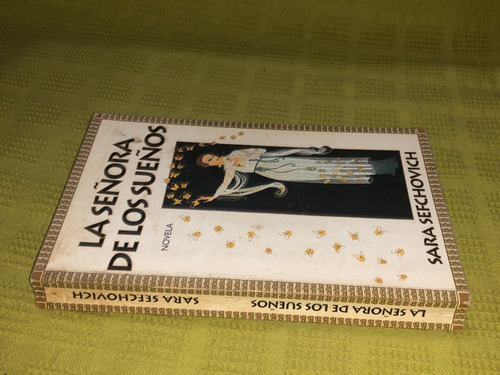 LA SEÑORA
DE LOS SUEÑOS
NOVELA
SARA SEFCHOVICH
LA SEÑORA DE LOS SUEÑOS
SARA SEFCHOVICH